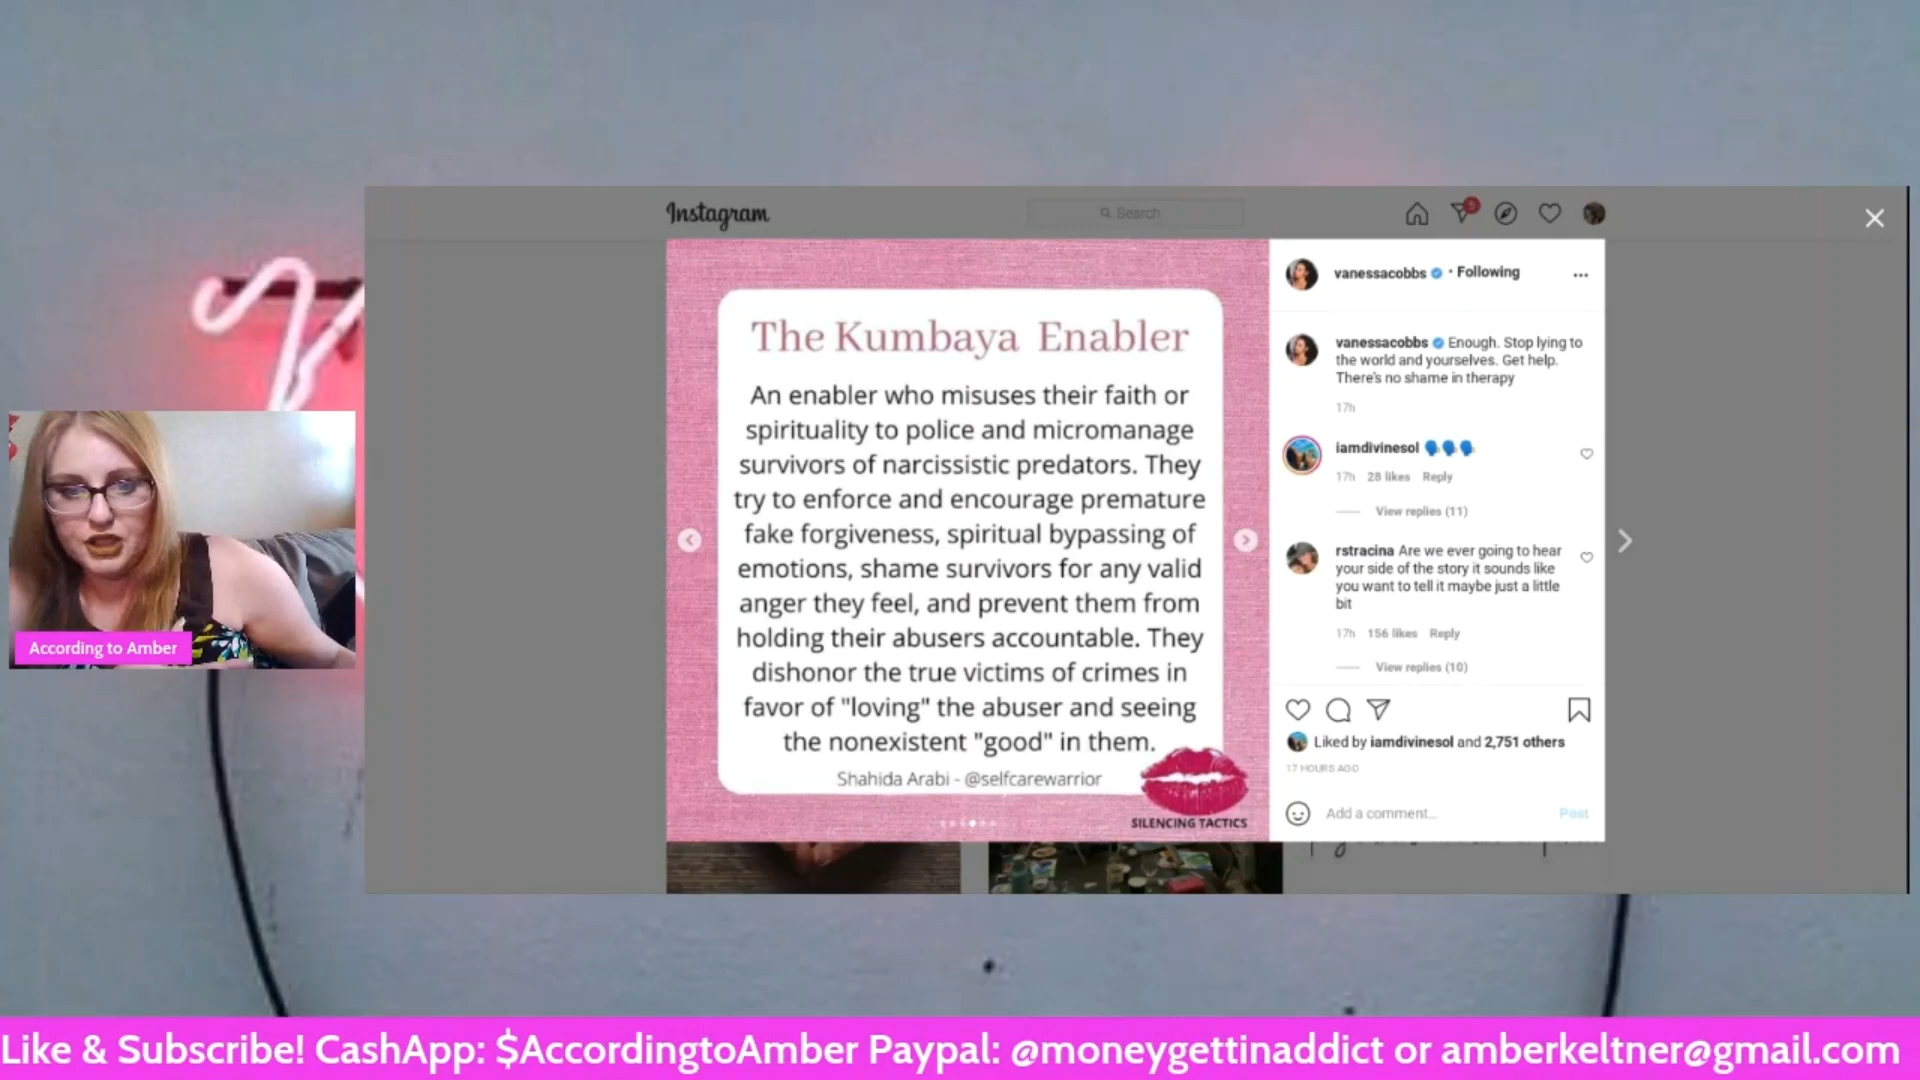 Instagram
Search
5
The Kumbaya Enabler
An enabler who misuses their faith or
spirituality to police and micromanage
survivors of narcissistic predators. They
try to enforce and encourage premature
fake forgiveness, spiritual bypassing of
emotions, shame survivors for any valid
anger they feel, and prevent them from
holding their abusers accountable. They
dishonor the true victims of crimes in
favor of "loving" the abuser and seeing
the nonexistent "good" in them.
Shahida Arabi - @selfcarewarrior
SILENCING TACTICS
vanessacobbs • Following
vanessacobbs Enough. Stop lying to
the world and yourselves. Get help.
There's no shame in therapy
17h
iamdivinesol 🗣🗣🗣
17h 28 likes Reply
View replies (11)
rstracina Are we ever going to hear
your side of the story it sounds like
you want to tell it maybe just a little
bit
17h 156 likes Reply
View replies (10)
Liked by iamdivinesol and 2,751 others
17 HOURS AGO
Add a comment...
Post
According to Amber
Like & Subscribe! CashApp: $AccordingtoAmber Paypal: @moneygettinaddict or amberkeltner@gmail.com